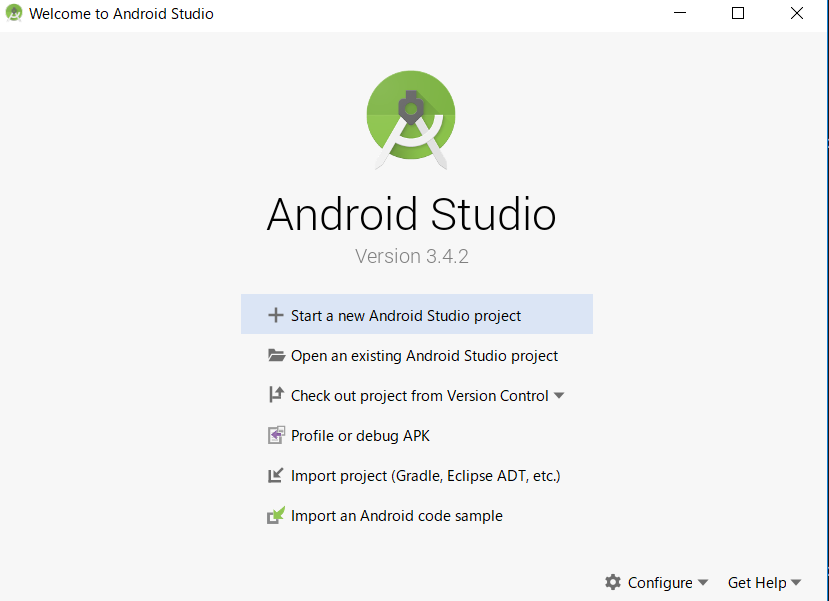 Welcome to Android Studio
Android Studio
Version 3.4.2
Start a new Android Studio project
Open an existing Android Studio project
Check out project from Version Control
Profile or debug APK
Import project (Gradle, Eclipse ADT, etc.)
Import an Android code sample
Configure Get Help